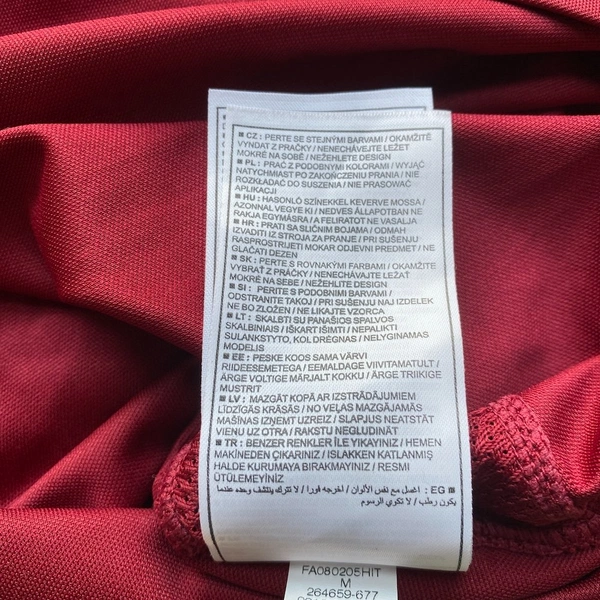 ■ CZ : PERTE SE STEJNÝMI BARVAMI / OKAMŽITĚ
VYNDAT Z PRAČKY / NENECHÁVEJTE LEŽET
MOKRÉ NA SOBĚ / NEŽEHLETE DESIGN
■ PL : PRAĆ Z PODOBNYMI KOLORAMI / WYJĄĆ
NATYCHMIAST PO ZAKOŃCZENIU PRANIA / NIE
ROZKŁADAĆ DO SUSZENIA / NIE PRASOWAĆ
APLIKACJI
■ HU : HASONLÓ SZÍNEKKEL KEVERVE MOSSA /
AZONNAL VEGYE KI / NEDVES ÁLLAPOTBAN NE
RAKJA EGYMÁSRA / A FELIRATOT NE VASALJA
■ HR : PRATI SA SLIČNIM BOJAMA / ODMAH
IZVADITI IZ STROJA ZA PRANJE / PRI SUŠENJU
RASPROSTRIJETI MOKAR ODJEVNI PREDMET / NE
GLAČATI DEZEN
■ SK : PERTE S ROVNAKÝMI FARBAMI / OKAMŽITE
VYBRAŤ Z PRÁČKY / NENECHÁVAJTE LEŽAŤ
MOKRÉ NA SEBE / NEŽEHLITE DESIGN
■ SI : PERITE S PODOBNIMI BARVAMI /
ODSTRANITE TAKOJ / PRI SUŠENJU NAJ IZDELEK
NE BO ZLOŽEN / NE LIKAJTE VZORCA
■ LT : SKALBTI SU PANAŠIOS SPALVOS
SKALBINIAIS / IŠKART IŠIMTI / NEPALIKTI
SULANKSTYTO, KOL DRĖGNAS / NELYGINAMAS
MODELIS
■ EE : PESKE KOOS SAMA VÄRVI
RIIDEESEMETEGA / EEMALDAGE VIIVITAMATULT /
ÄRGE VOLTIGE MÄRJALT KOKKU / ÄRGE TRIIKIGE
MUSTRIT
■ LV : MAZGĀT KOPĀ AR IZSTRĀDĀJUMIEM
LĪDZĪGĀS KRĀSĀS / NO VEĻAS MAZGĀJAMĀS
MAŠĪNAS IZŅEMT UZREIZ / SLAPJUS NEATSTĀT
VIENU UZ OTRA / RAKSTU NEGLUDINĀT
■ TR : BENZER RENKLER İLE YIKAYINIZ / HEMEN
MAKİNEDEN ÇIKARINIZ / ISLAKKEN KATLANMIŞ
HALDE KURUMAYA BIRAKMAYINIZ / RESMI
ÜTÜLEMEYİNİZ
■ EG : اغسل مع نفس الألوان / اخرجه فورا / لا تترك يلتف وحده عندما
يكون رطب / لا تكوي الرسوم
FA080205HIT
M
264659-677